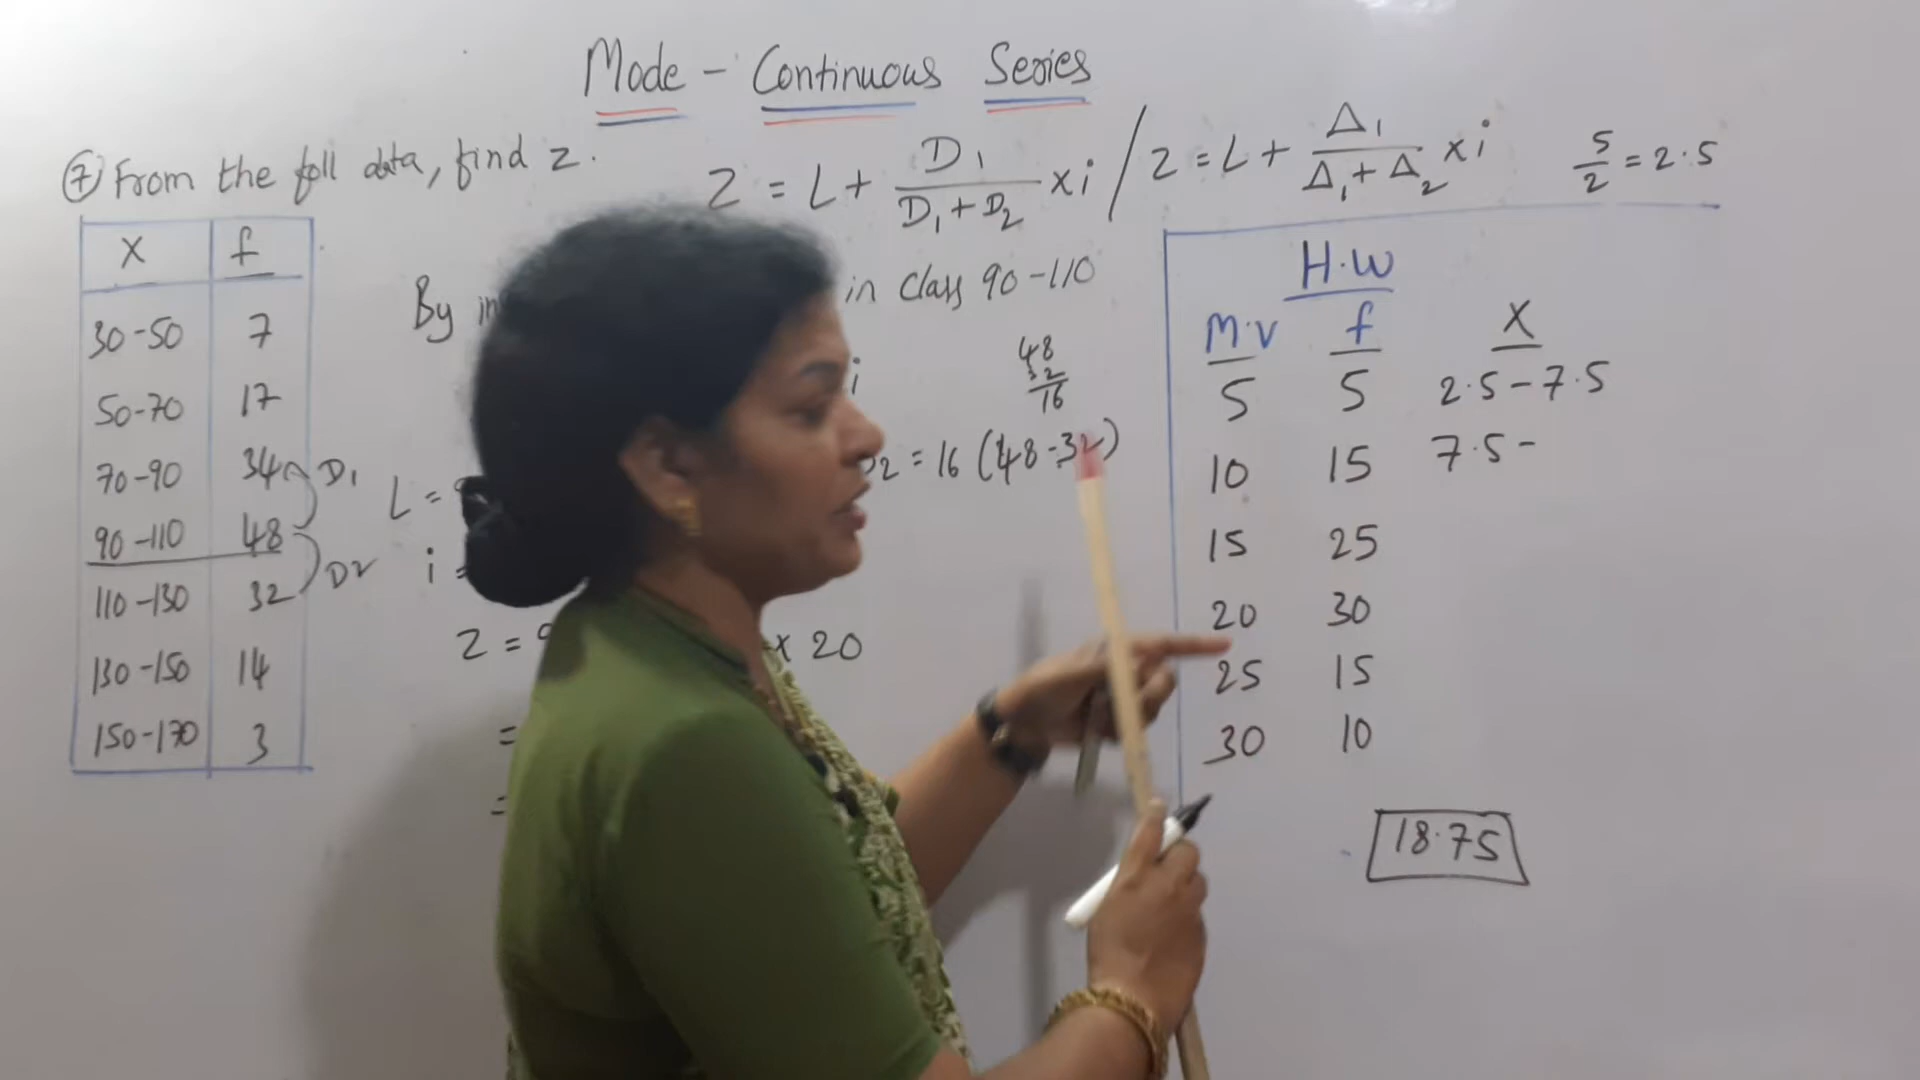 Mode - Continuous Series
⑦ From the foll data, find z.
Z = L + D1 / D1 + D2 x i / Z = L + Δ1 / Δ1 + Δ2 x i
5/2 = 2.5
X f
30-50 7
50-70 17
70-90 34 D1
90-110 48
110-130 32 D2
130-150 14
150-170 3
By in class 90-110
i
48
32
16
L =
D2 = 16 (48-32)
i =
Z = 9 x 20
=
=
H.W
M.V f X
5 5 2.5-7.5
10 15 7.5-
15 25
20 30
25 15
30 10
18.75